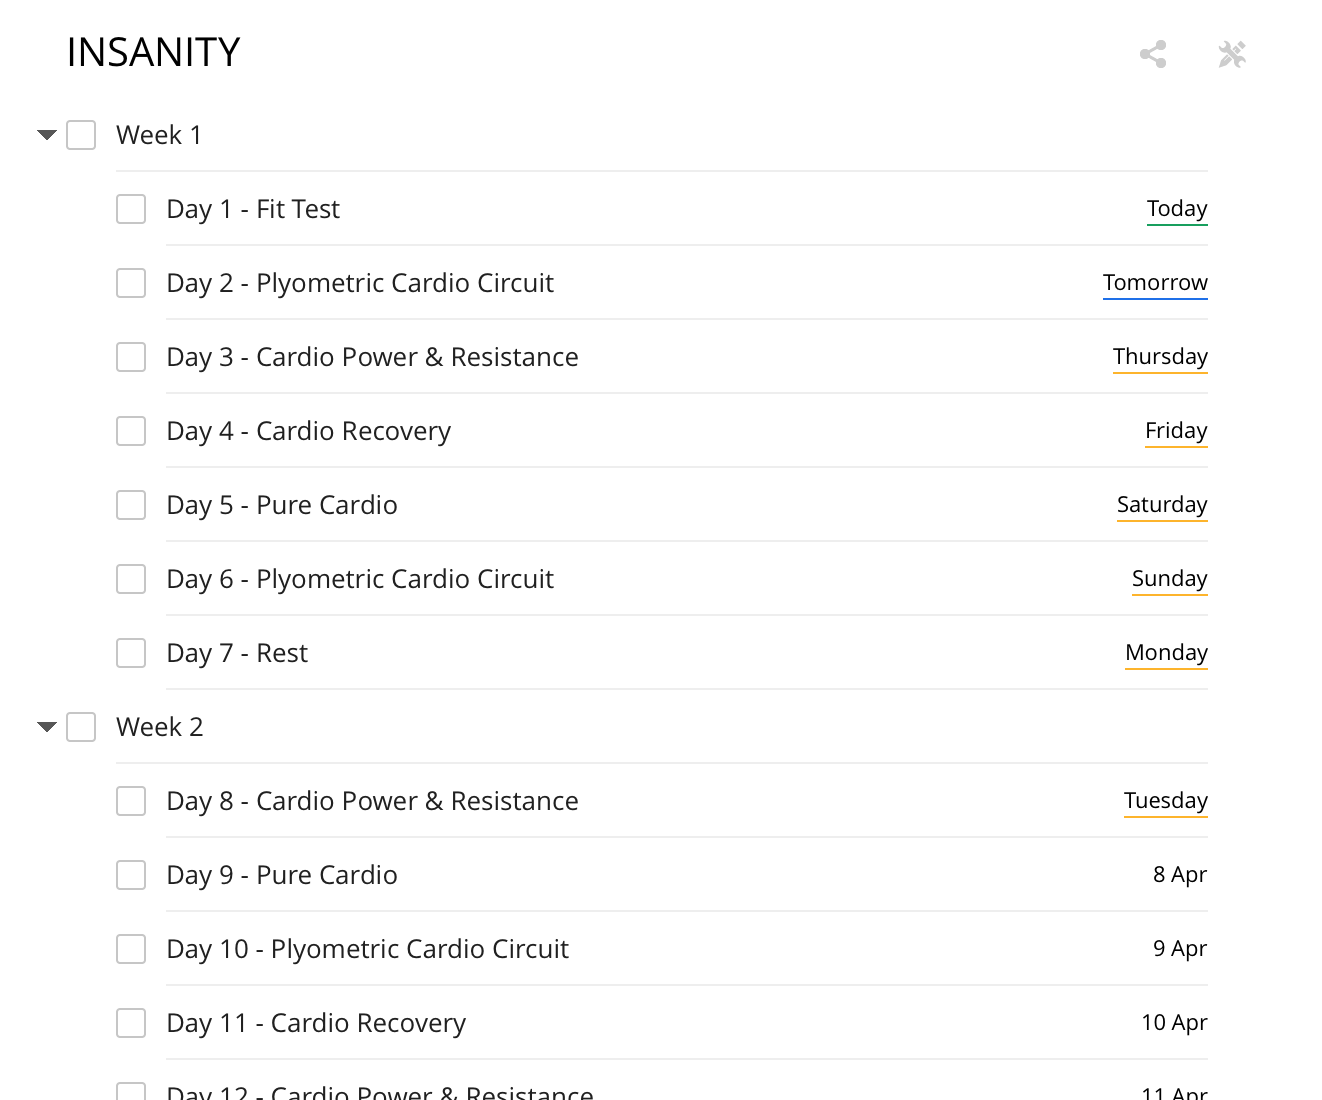 INSANITY
Week 1
Day 1 - Fit Test Today
Day 2 - Plyometric Cardio Circuit Tomorrow
Day 3 - Cardio Power & Resistance Thursday
Day 4 - Cardio Recovery Friday
Day 5 - Pure Cardio Saturday
Day 6 - Plyometric Cardio Circuit Sunday
Day 7 - Rest Monday
Week 2
Day 8 - Cardio Power & Resistance Tuesday
Day 9 - Pure Cardio 8 Apr
Day 10 - Plyometric Cardio Circuit 9 Apr
Day 11 - Cardio Recovery 10 Apr
Day 12 - Cardio Power & Resistance 11 Apr